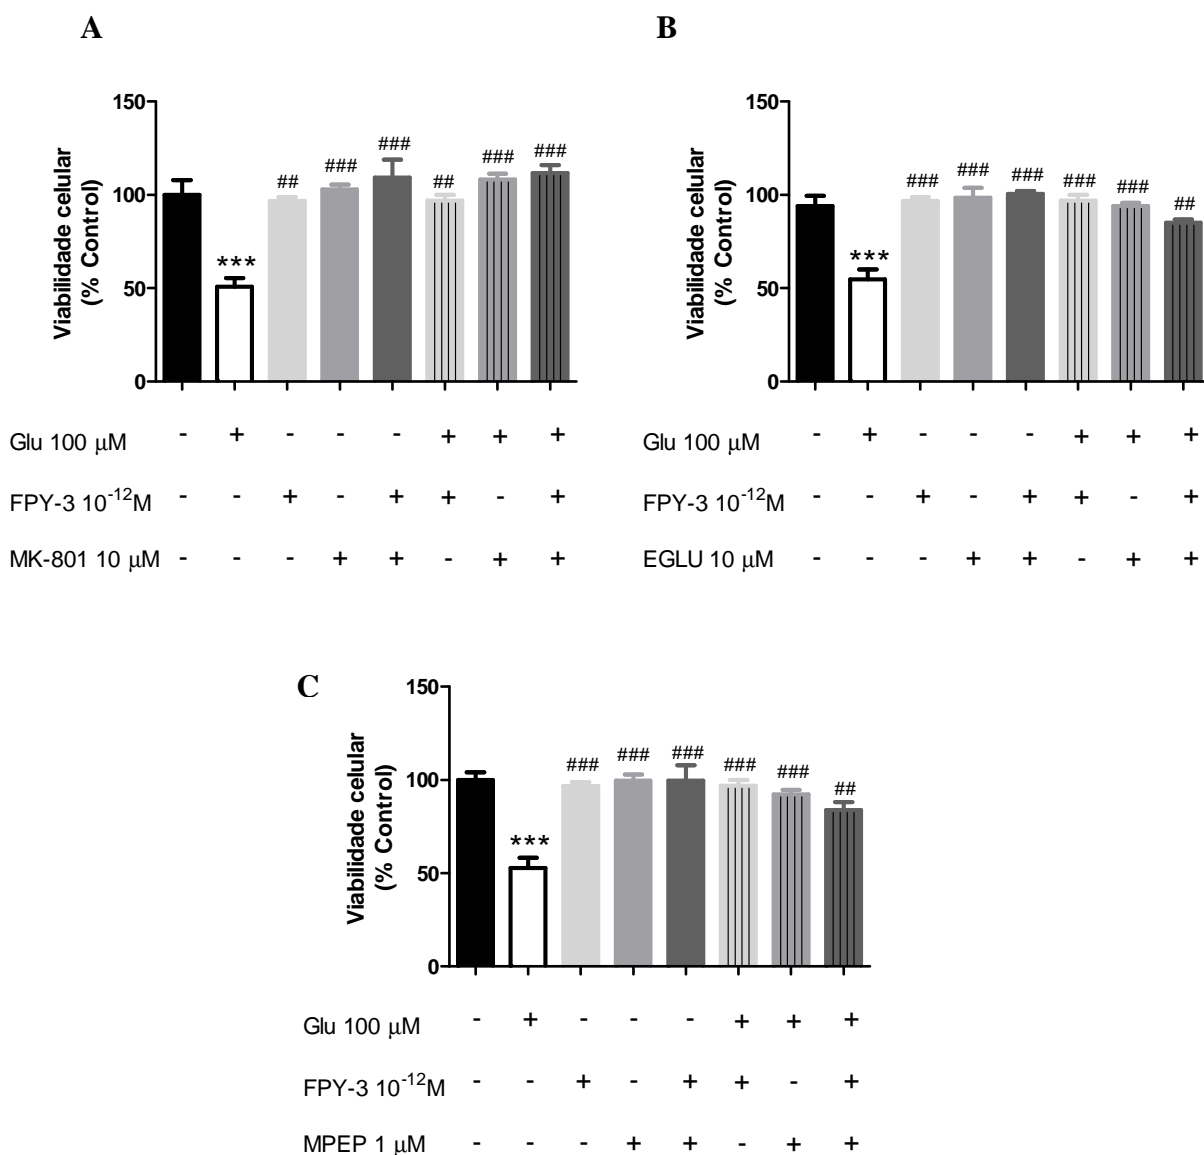 A
Viabilidade celular
(% Control)
150
100
50
0
***
##
###
###
##
###
###
Glu 100 μM - + - - - + + +
FPY-3 10⁻¹²M - - + - + + - +
MK-801 10 μM - - - + + - + +
B
Viabilidade celular
(% Control)
150
100
50
0
***
###
###
###
###
###
##
Glu 100 μM - + - - - + + +
FPY-3 10⁻¹²M - - + - + + - +
EGLU 10 μM - - - + + - + +
C
Viabilidade celular
(% Control)
150
100
50
0
***
###
###
###
###
###
##
Glu 100 μM - + - - - + + +
FPY-3 10⁻¹²M - - + - + + - +
MPEP 1 μM - - - + + - + +